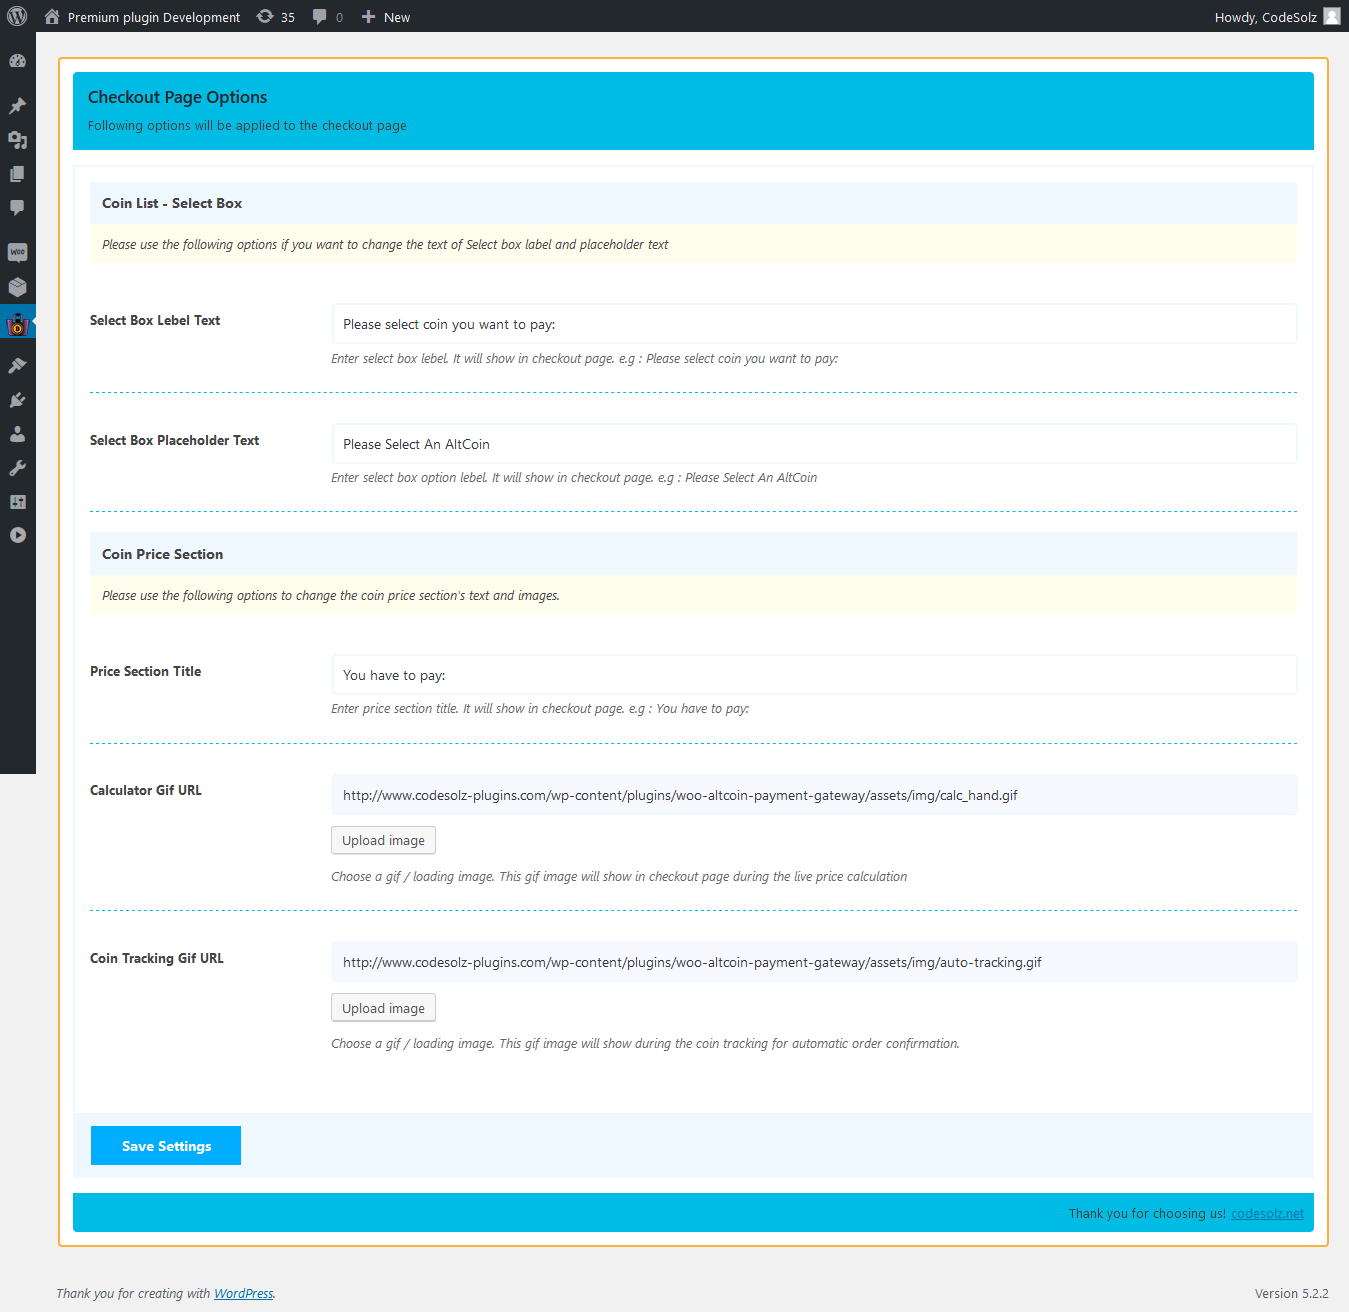 Premium plugin Development 35 0 New Howdy, CodeSolz
Checkout Page Options
Following options will be applied to the checkout page
Coin List - Select Box
Please use the following options if you want to change the text of Select box label and placeholder text
Select Box Lebel Text
Please select coin you want to pay:
Enter select box lebel. It will show in checkout page. e.g : Please select coin you want to pay:
Select Box Placeholder Text
Please Select An AltCoin
Enter select box option lebel. It will show in checkout page. e.g : Please Select An AltCoin
Coin Price Section
Please use the following options to change the coin price section's text and images.
Price Section Title
You have to pay:
Enter price section title. It will show in checkout page. e.g : You have to pay:
Calculator Gif URL
http://www.codesolz-plugins.com/wp-content/plugins/woo-altcoin-payment-gateway/assets/img/calc_hand.gif
Upload image
Choose a gif / loading image. This gif image will show in checkout page during the live price calculation
Coin Tracking Gif URL
http://www.codesolz-plugins.com/wp-content/plugins/woo-altcoin-payment-gateway/assets/img/auto-tracking.gif
Upload image
Choose a gif / loading image. This gif image will show during the coin tracking for automatic order confirmation.
Save Settings
Thank you for choosing us! codesolz.net
Thank you for creating with WordPress.
Version 5.2.2